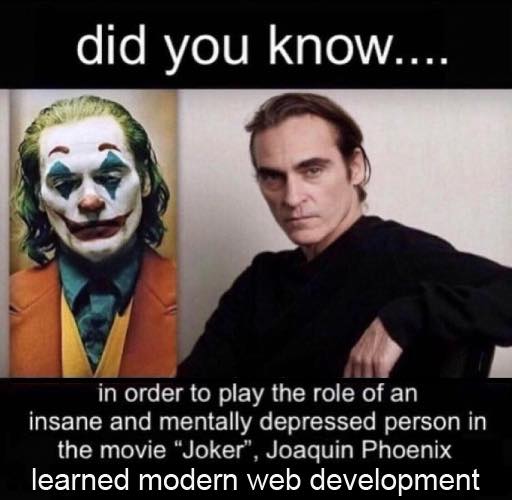 did you know....
in order to play the role of an
insane and mentally depressed person in
the movie “Joker”, Joaquin Phoenix
learned modern web development